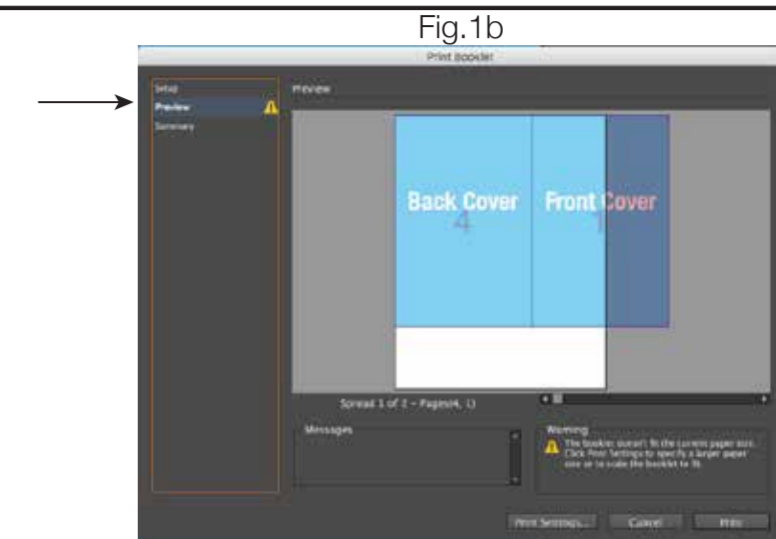 Fig.1b
Print Booklet
Setup
Preview
Summary
Preview
Back Cover
4
Front Cover
1
Spread 1 of 2 - Pages(4, 1)
Messages
Warning
The booklet doesn't fit the current paper size.
Click Print Settings to specify a larger paper
size or to scale the booklet to fit.
Print Settings...
Cancel
Print